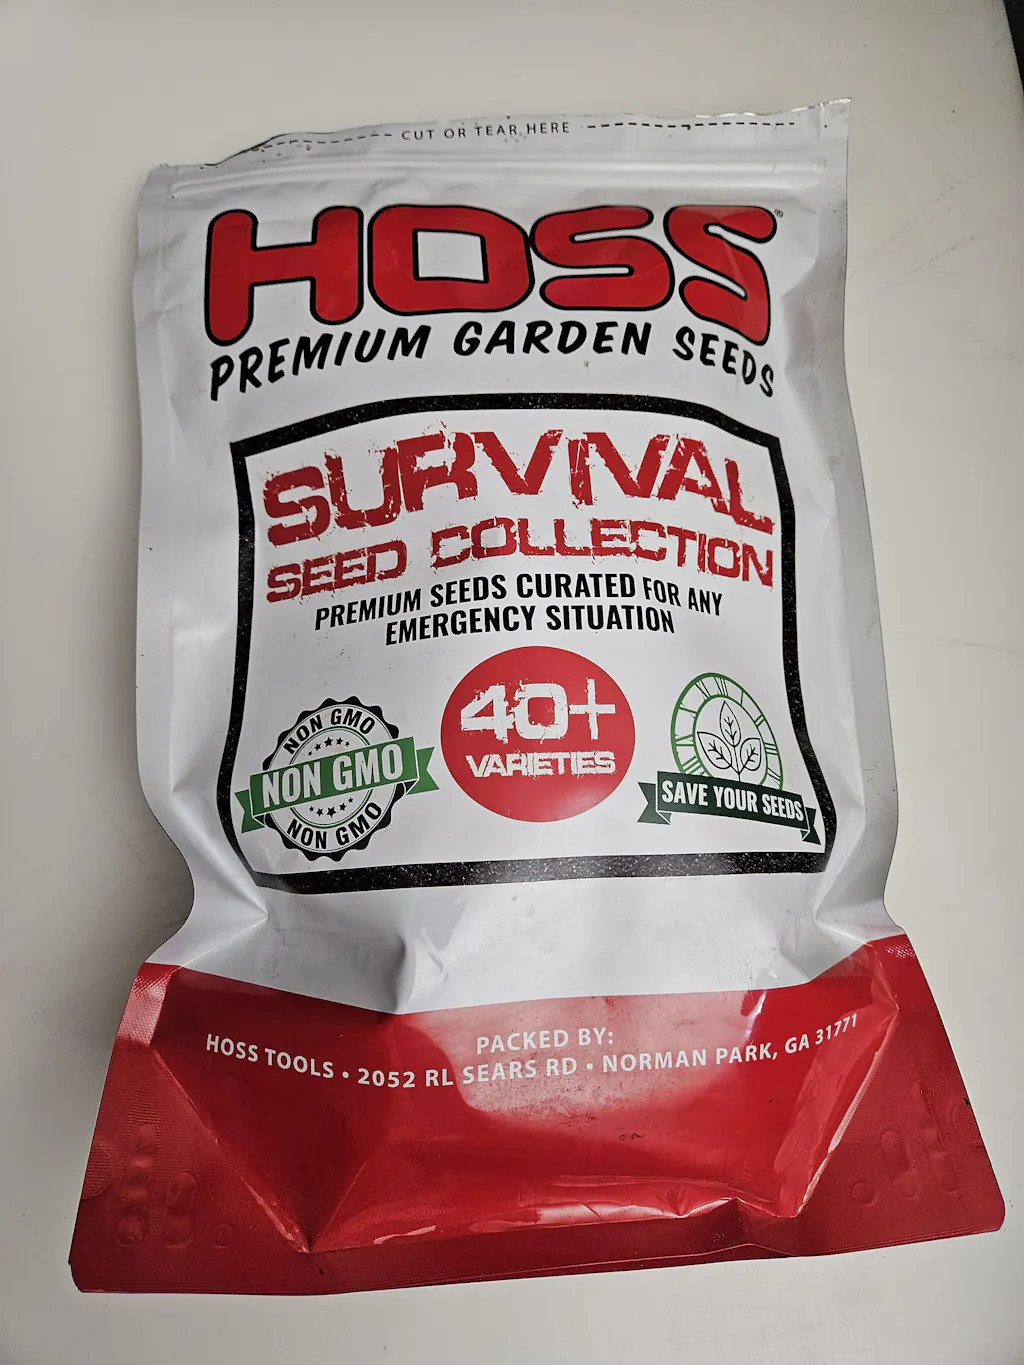 CUT OR TEAR HERE
HOSS®
PREMIUM GARDEN SEEDS
SURVIVAL
SEED COLLECTION
PREMIUM SEEDS CURATED FOR ANY
EMERGENCY SITUATION
NON GMO
NON GMO
NON GMO
40+
VARIETIES
SAVE YOUR SEEDS
PACKED BY:
HOSS TOOLS • 2052 RL SEARS RD • NORMAN PARK, GA 31771